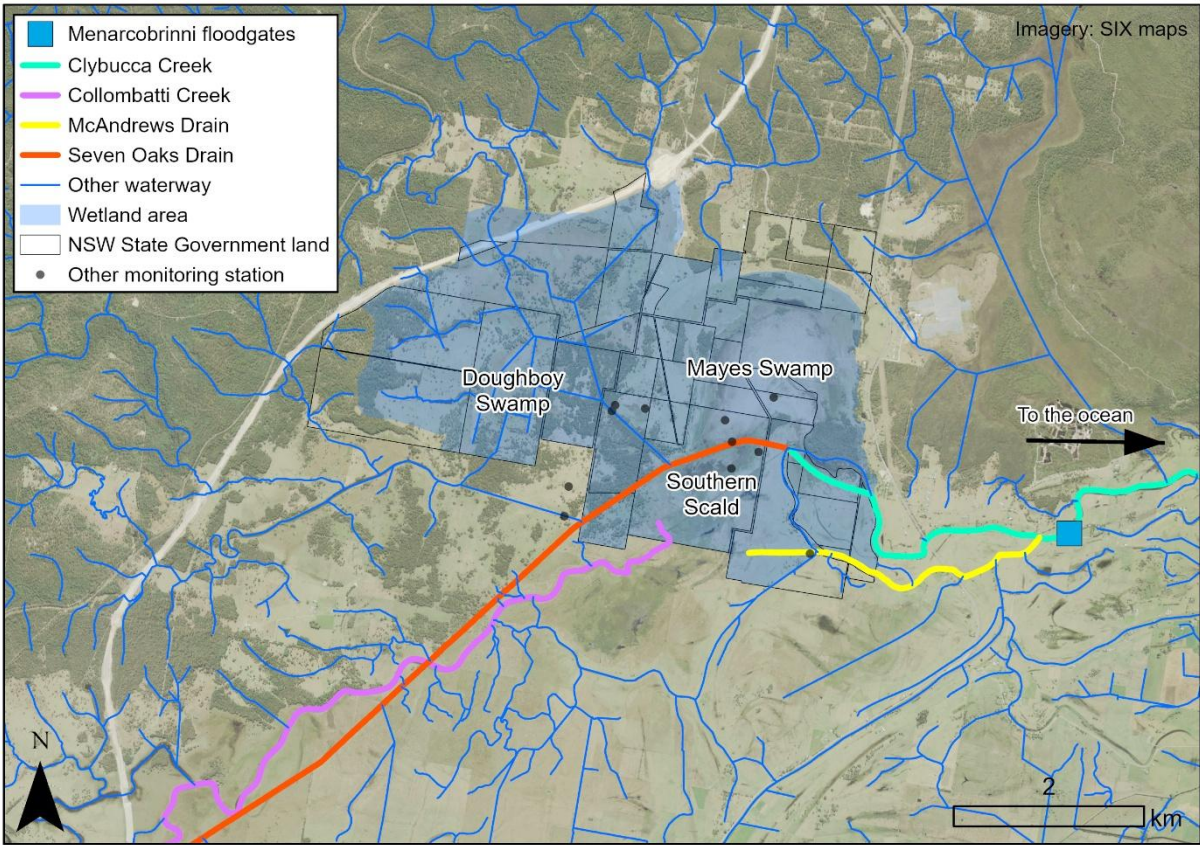 Menarcobrinni floodgates
Clybucca Creek
Collombatti Creek
McAndrews Drain
Seven Oaks Drain
Other waterway
Wetland area
NSW State Government land
Other monitoring station
Imagery: SIX maps
Mayes Swamp
Doughboy
Swamp
To the ocean
Southern
Scald
N
2
km